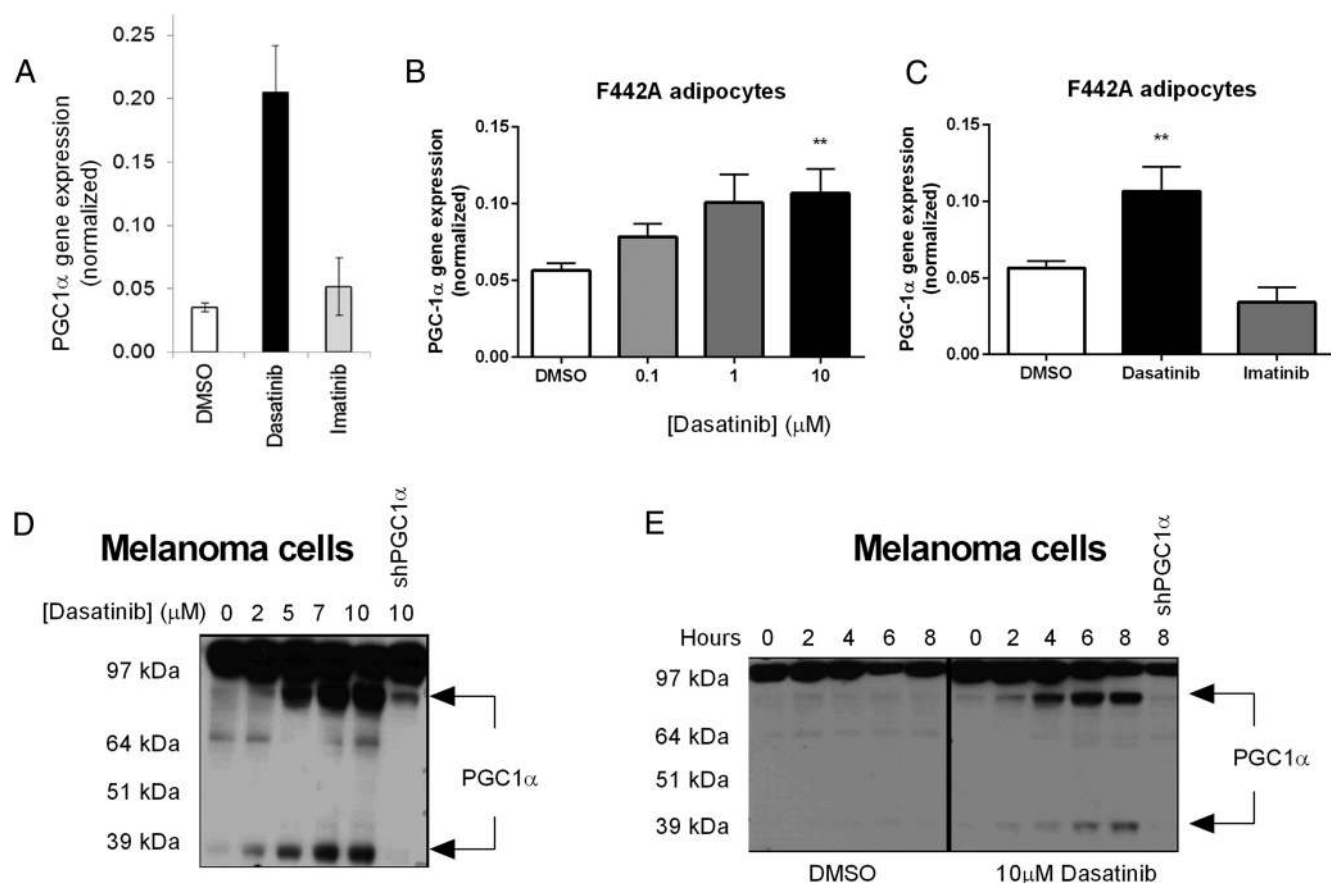 A
PGC1α gene expression
(normalized)
0.25
0.20
0.15
0.10
0.05
0.00
DMSO
Dasatinib
Imatinib
B
F442A adipocytes
PGC-1α gene expression
(normalized)
0.15
0.10
0.05
0.00
**
DMSO 0.1 1 10
[Dasatinib] (μM)
C
F442A adipocytes
PGC-1α gene expression
(normalized)
0.15
0.10
0.05
0.00
**
DMSO Dasatinib Imatinib
D
Melanoma cells
shPGC1α
[Dasatinib] (μM) 0 2 5 7 10 10
97 kDa
64 kDa
51 kDa
39 kDa
PGC1α
E
Melanoma cells
shPGC1α
Hours 0 2 4 6 8 0 2 4 6 8 8
97 kDa
64 kDa
51 kDa
39 kDa
PGC1α
DMSO 10μM Dasatinib